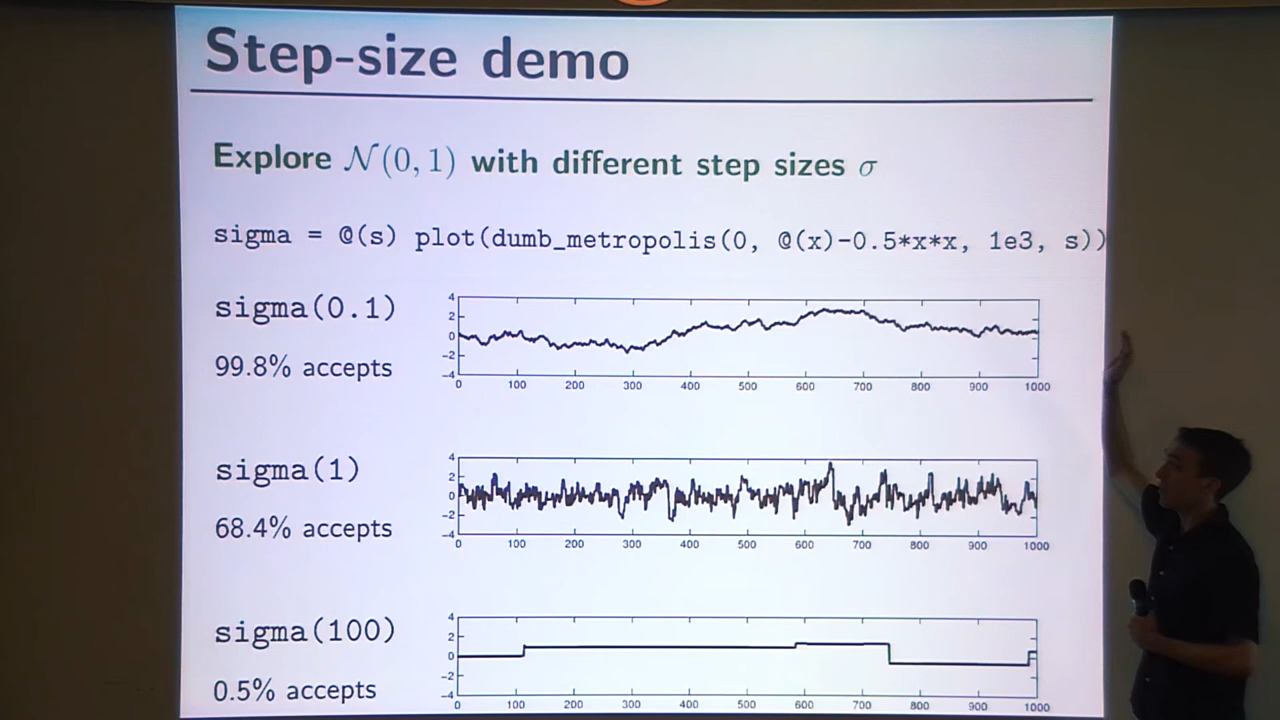 Step-size demo
Explore 𝒩(0, 1) with different step sizes σ
sigma = @(s) plot(dumb_metropolis(0, @(x)-0.5*x*x, 1e3, s))
sigma(0.1)
99.8% accepts
4
2
0
−2
−4
0 100 200 300 400 500 600 700 800 900 1000
sigma(1)
68.4% accepts
4
2
0
−2
−4
0 100 200 300 400 500 600 700 800 900 1000
sigma(100)
0.5% accepts
4
2
0
−2
−4
0 100 200 300 400 500 600 700 800 900 1000